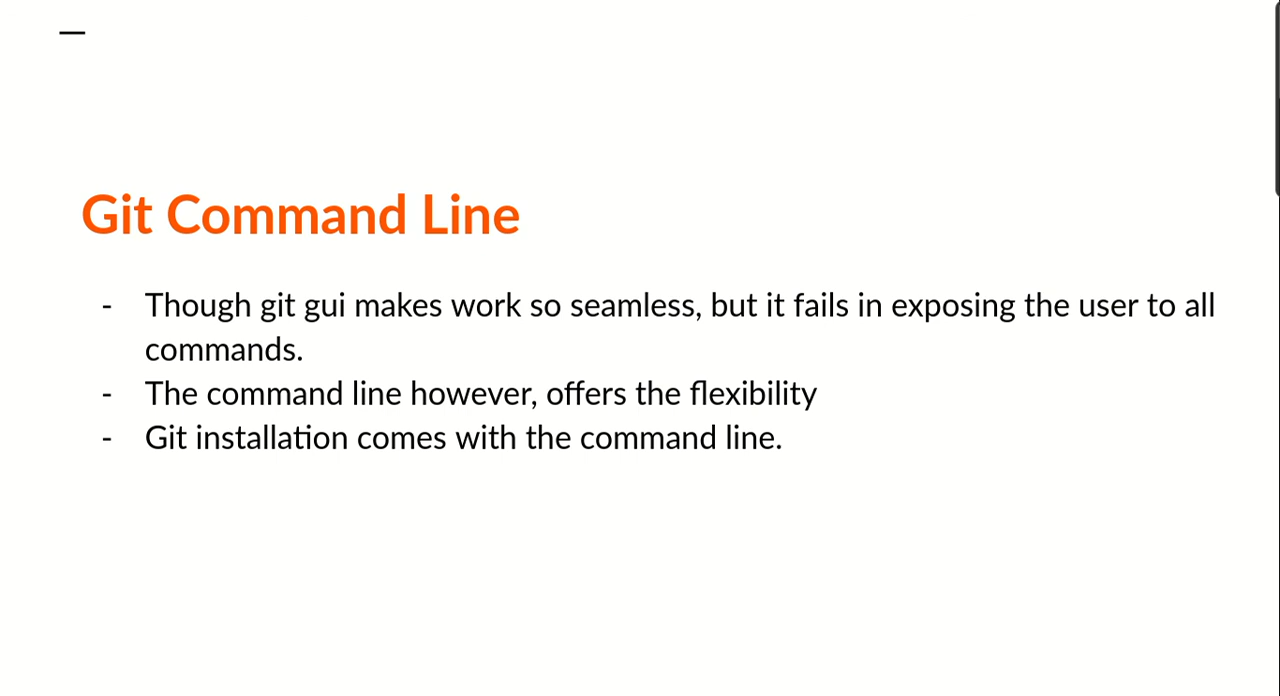 Git Command Line
- Though git gui makes work so seamless, but it fails in exposing the user to all
commands.
- The command line however, offers the flexibility
- Git installation comes with the command line.